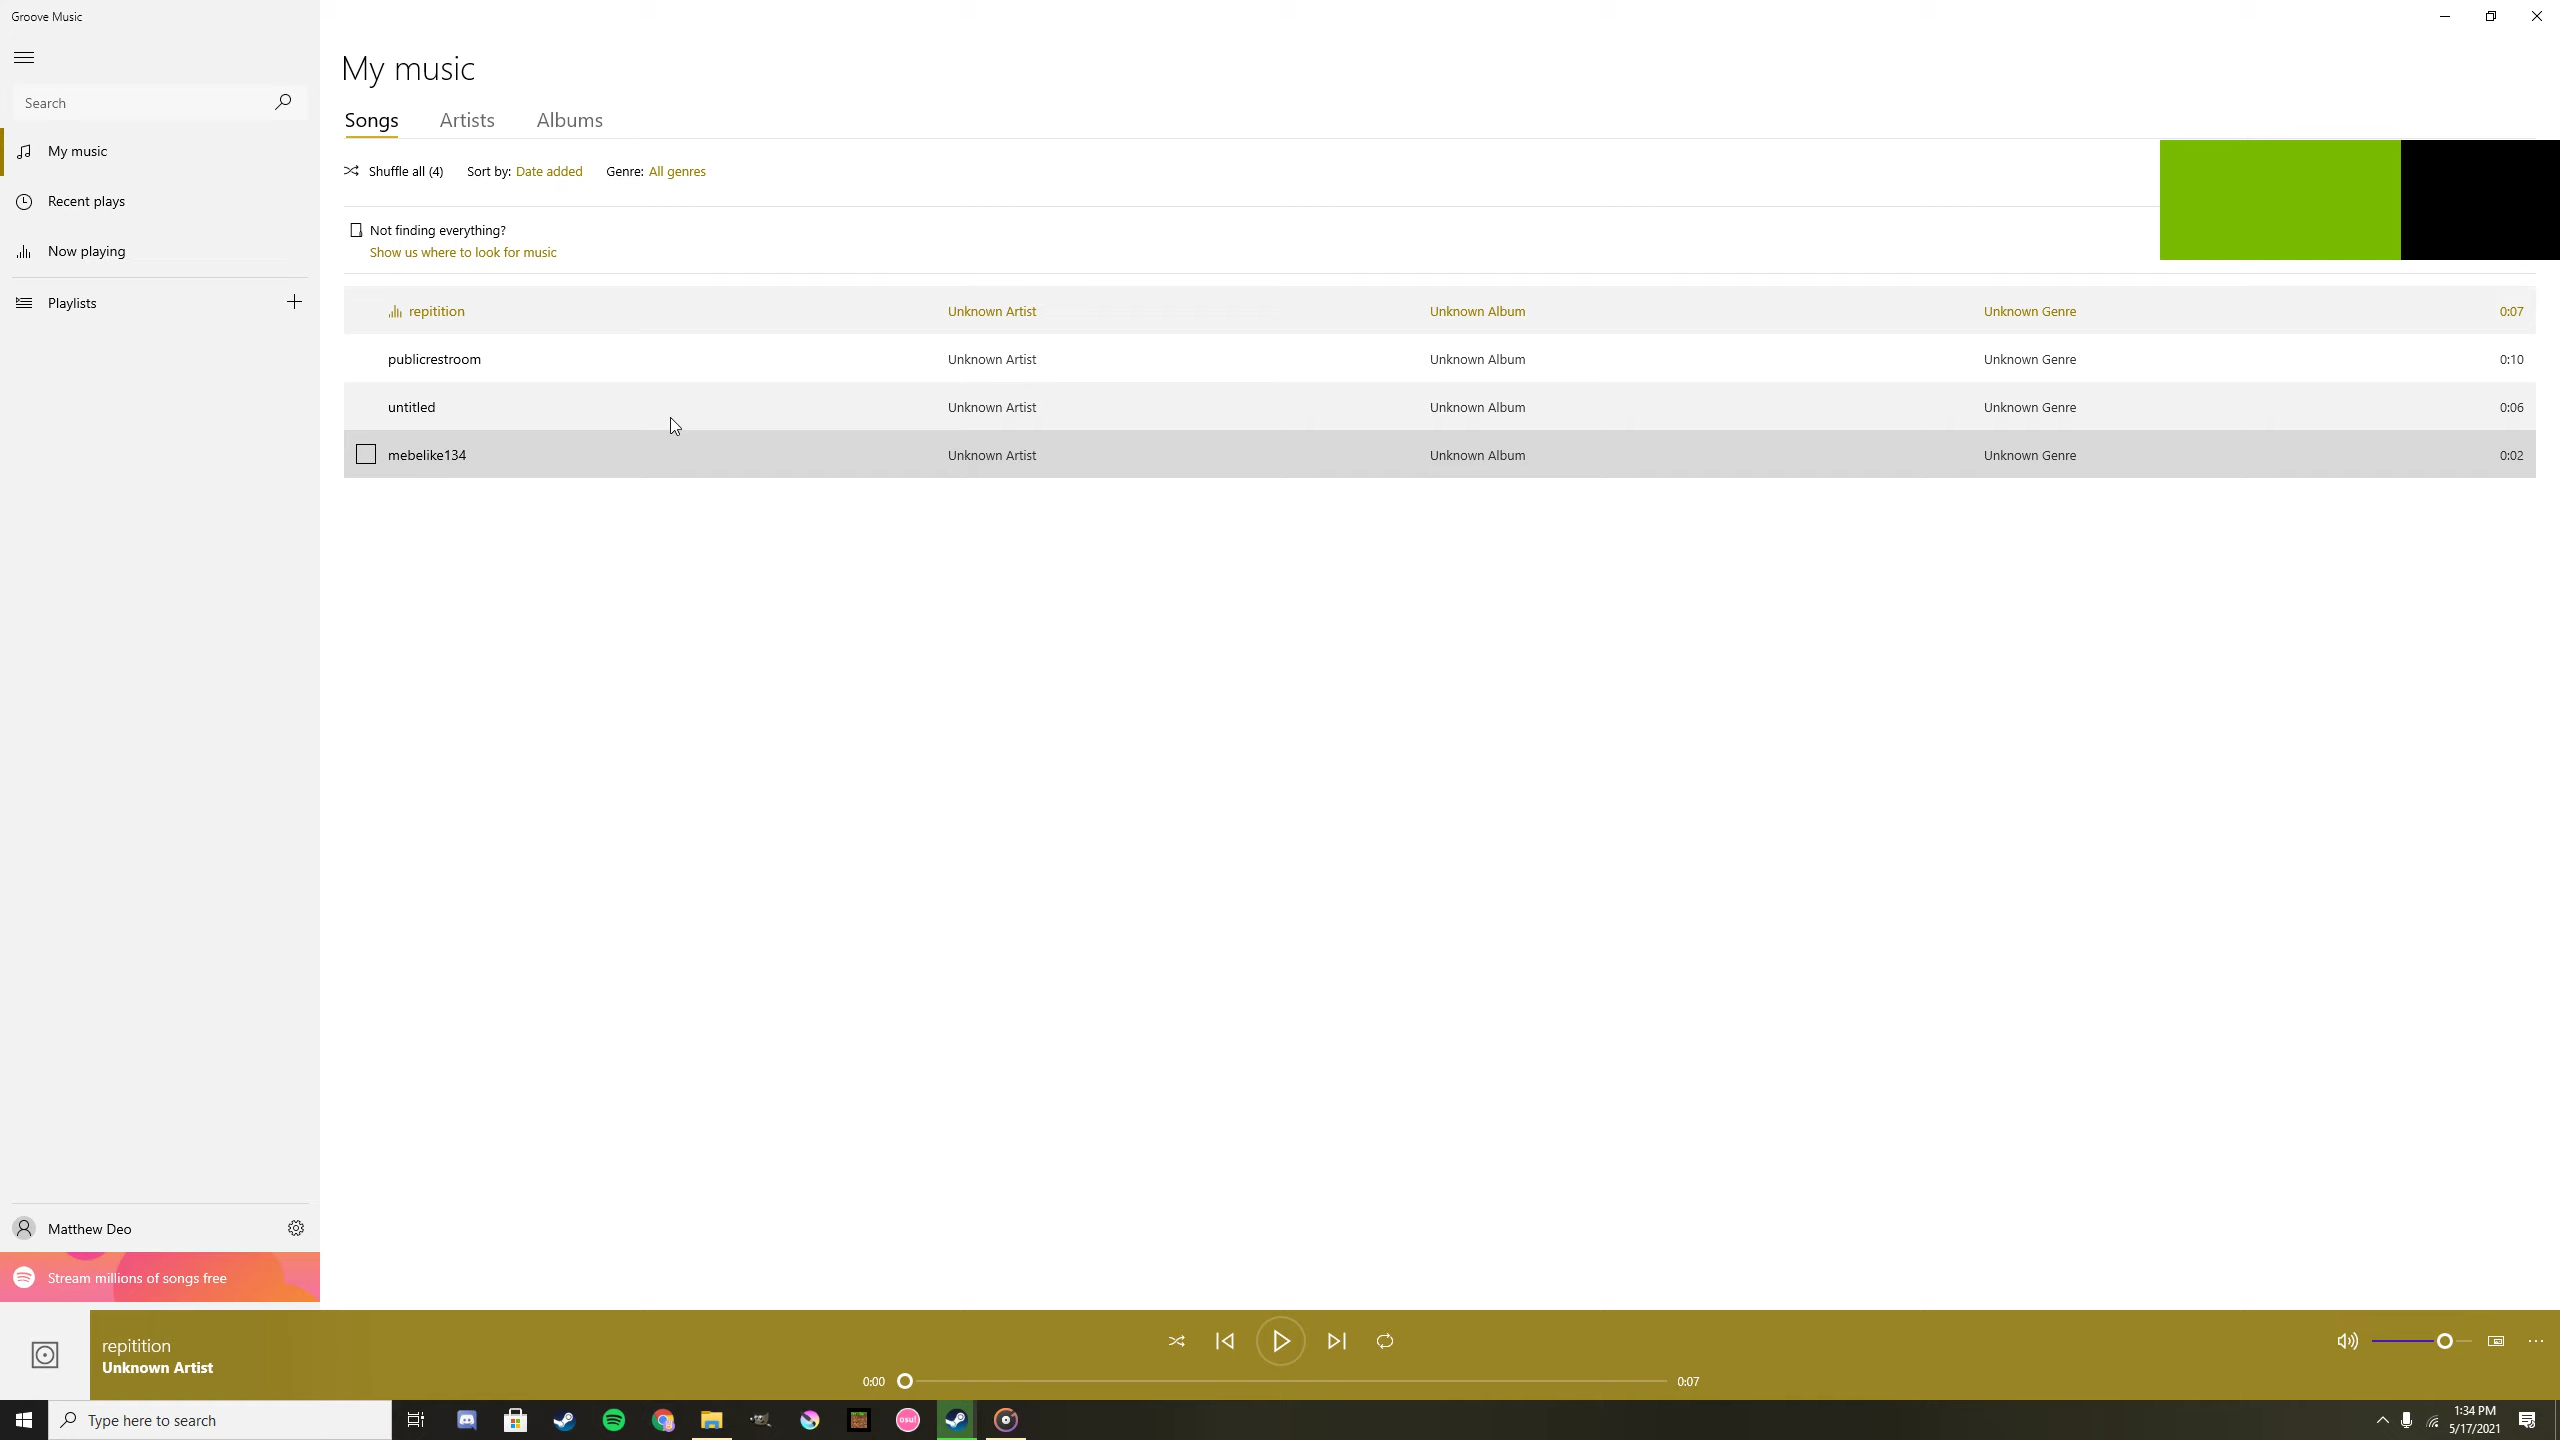 Groove Music
Search
My music
Recent plays
Now playing
Playlists
Matthew Deo
Stream millions of songs free
My music
Songs Artists Albums
Shuffle all (4) Sort by: Date added Genre: All genres
Not finding everything?
Show us where to look for music
repitition Unknown Artist Unknown Album Unknown Genre 0:07
publicrestroom Unknown Artist Unknown Album Unknown Genre 0:10
untitled Unknown Artist Unknown Album Unknown Genre 0:06
mebelike134 Unknown Artist Unknown Album Unknown Genre 0:02
repitition
Unknown Artist
0:00 0:07
Type here to search
osu!
1:34 PM
5/17/2021